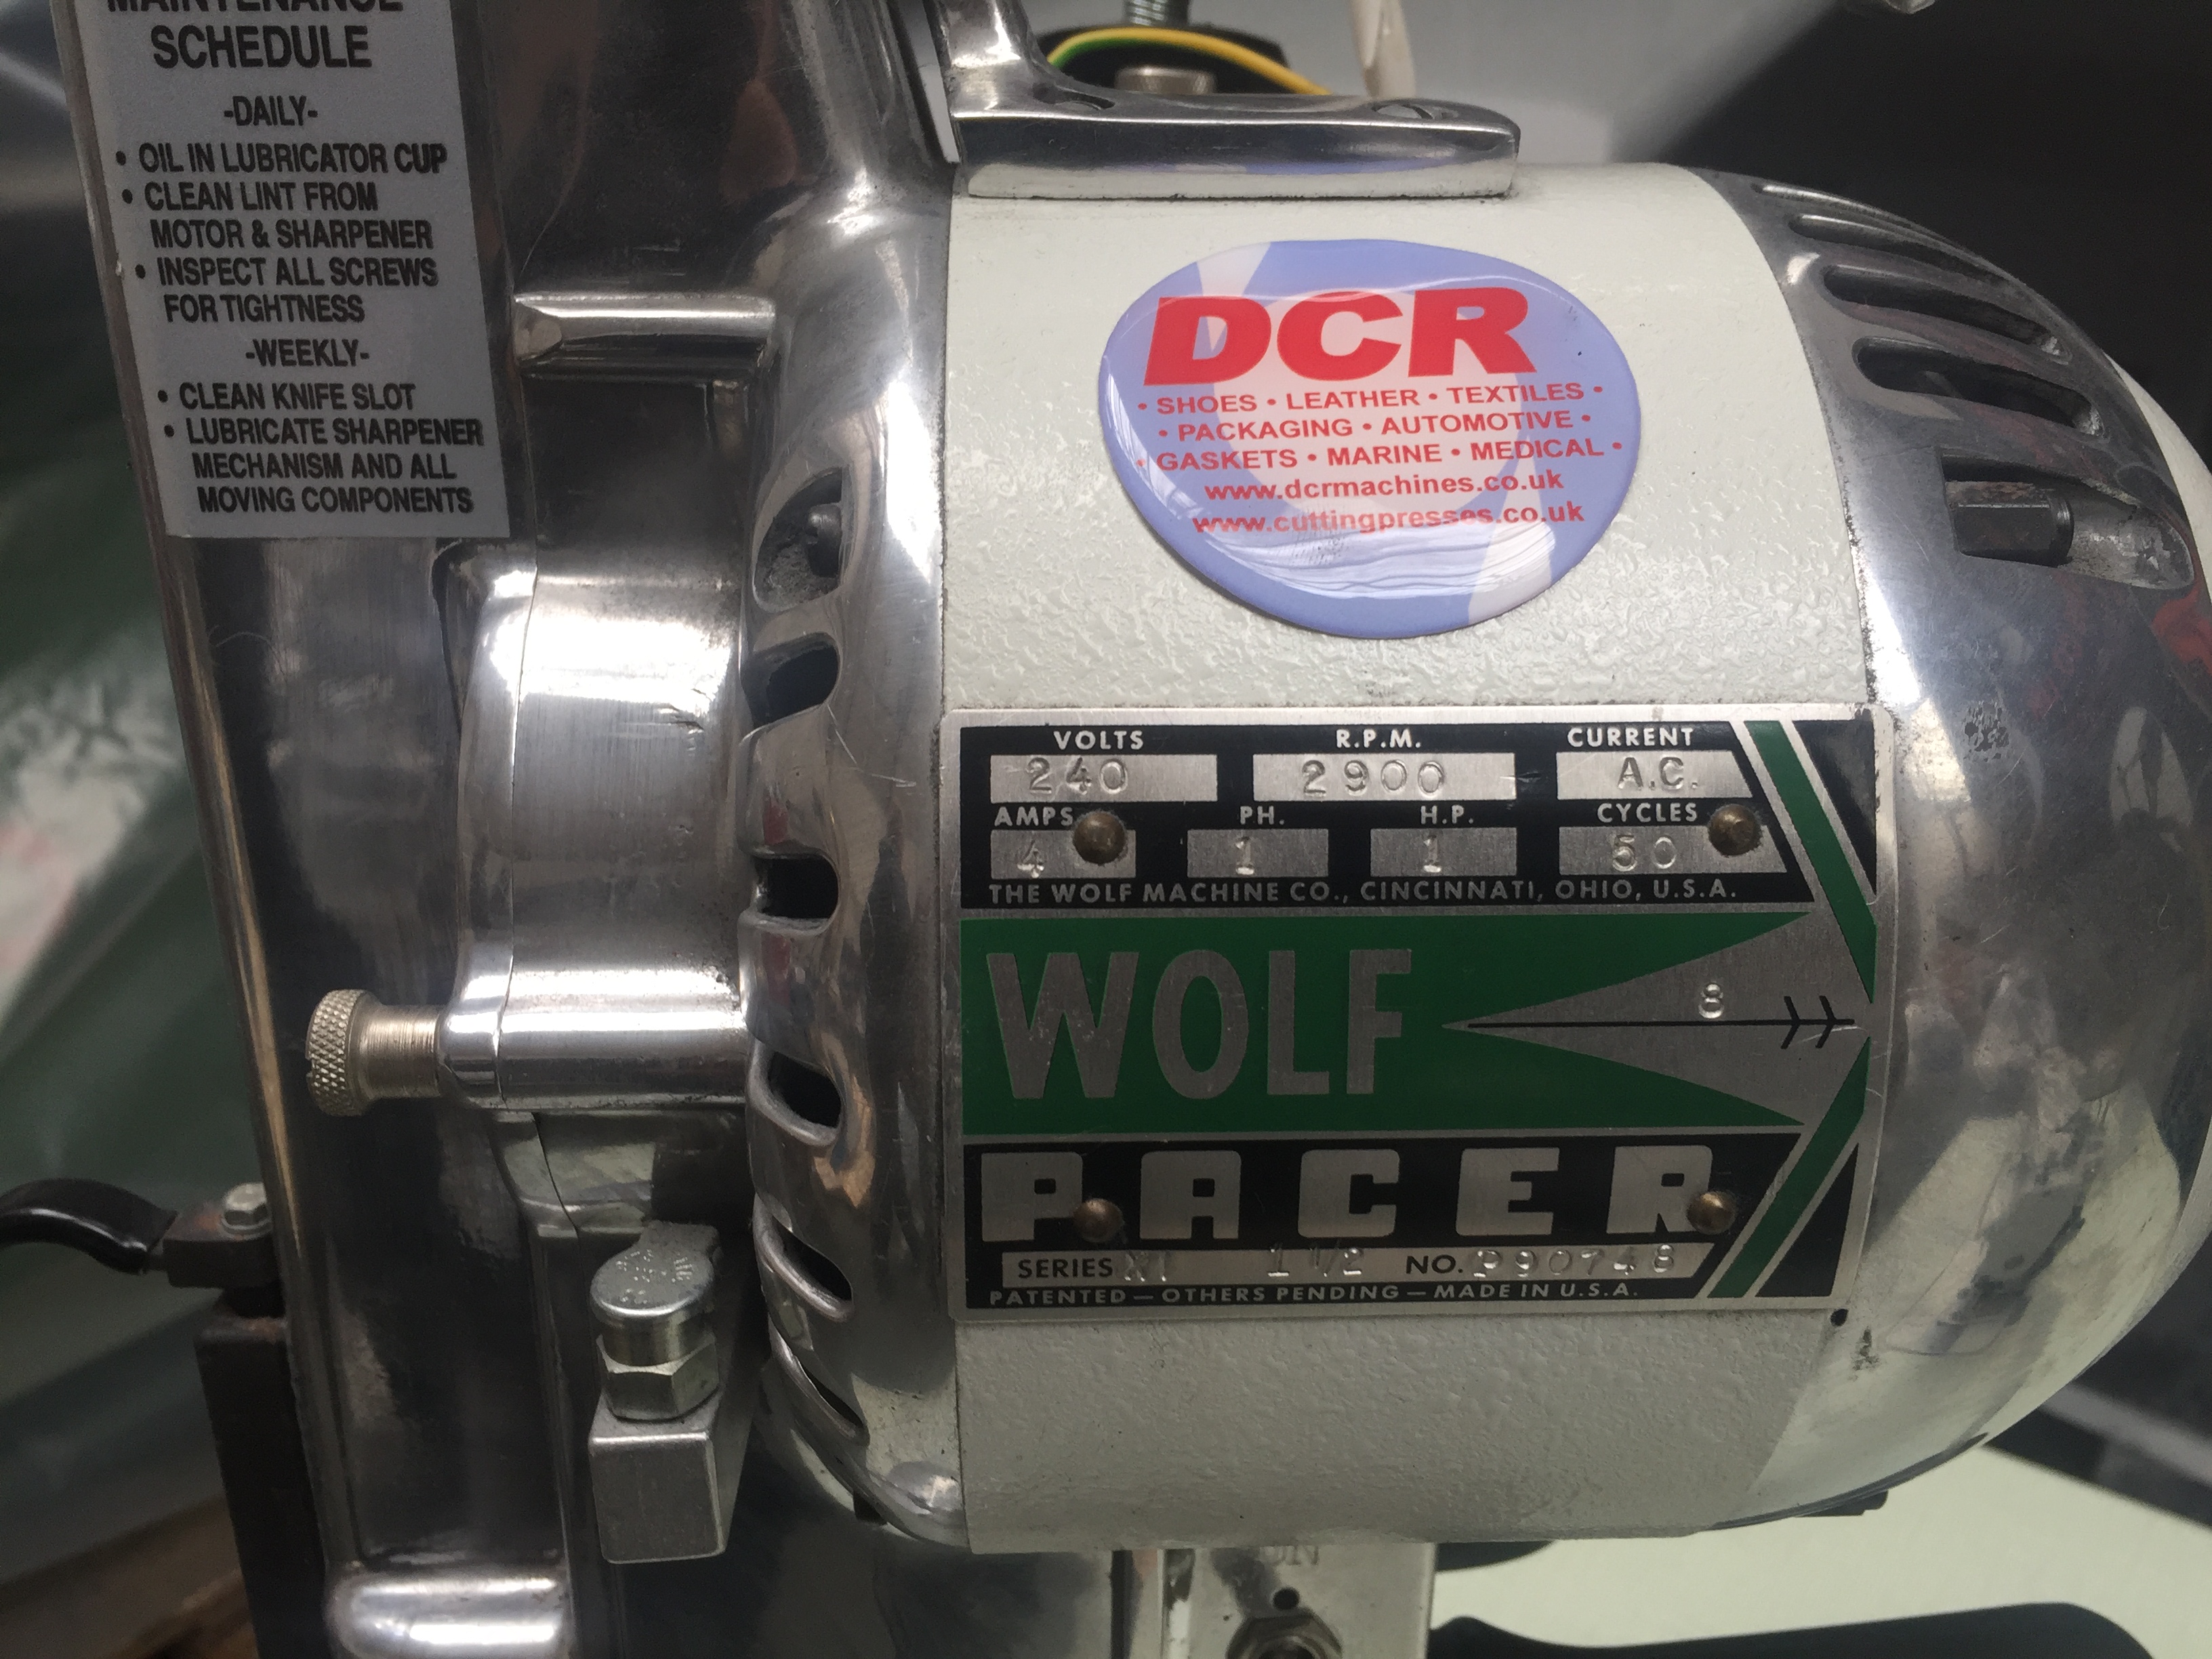 MAINTENANCE
SCHEDULE
-DAILY-
• OIL IN LUBRICATOR CUP
• CLEAN LINT FROM
MOTOR & SHARPENER
• INSPECT ALL SCREWS
FOR TIGHTNESS
-WEEKLY-
• CLEAN KNIFE SLOT
• LUBRICATE SHARPENER
MECHANISM AND ALL
MOVING COMPONENTS
DCR
• SHOES • LEATHER • TEXTILES •
• PACKAGING • AUTOMOTIVE •
• GASKETS • MARINE • MEDICAL •
www.dcrmachines.co.uk
www.cuttingpresses.co.uk
VOLTS R.P.M. CURRENT
240 2900 A.C.
AMPS PH. H.P. CYCLES
4 1 1 50
THE WOLF MACHINE CO., CINCINNATI, OHIO, U.S.A.
WOLF 8
PACER
SERIES XI 1 1/2 NO. P90748
PATENTED — OTHERS PENDING — MADE IN U.S.A.